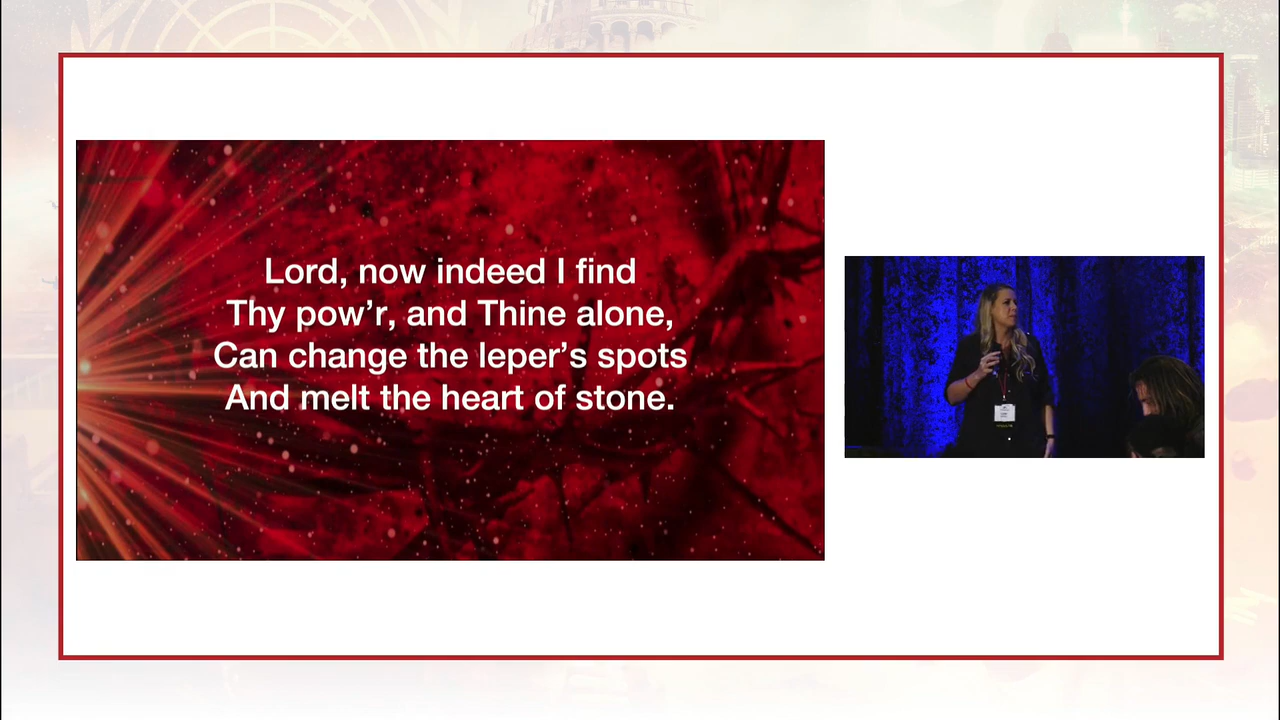 Lord, now indeed I find
Thy pow’r, and Thine alone,
Can change the leper’s spots
And melt the heart of stone.